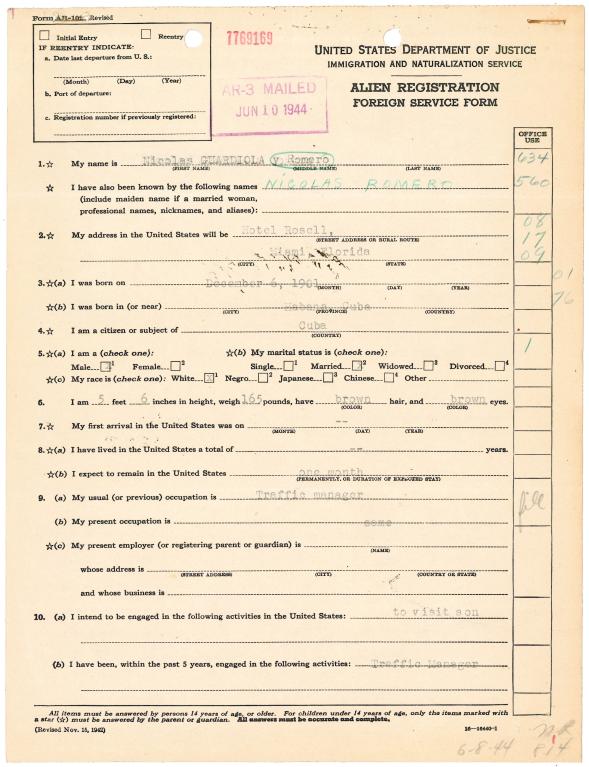 Form AR-101, Revised
Initial Entry Reentry
IF REENTRY INDICATE:
a. Date last departure from U. S.:
(Month) (Day) (Year)
b. Port of departure:
c. Registration number if previously registered:
7769169
AR-3 MAILED
JUN 10 1944
UNITED STATES DEPARTMENT OF JUSTICE
IMMIGRATION AND NATURALIZATION SERVICE
ALIEN REGISTRATION
FOREIGN SERVICE FORM
OFFICE
USE
1.☆ My name is Nicolas GUARDIOLA y Romero 634
(FIRST NAME) (MIDDLE NAME) (LAST NAME)
☆ I have also been known by the following names NICOLAS ROMERO 560
(include maiden name if a married woman,
professional names, nicknames, and aliases):
08
2.☆ My address in the United States will be Hotel Rosell, 17
(STREET ADDRESS OR RURAL ROUTE)
Miami Florida 09
(CITY) (STATE)
01
3.☆(a) I was born on December 6, 1901
(MONTH) (DAY) (YEAR)
76
☆(b) I was born in (or near) Habana, Cuba
(CITY) (PROVINCE) (COUNTRY)
4.☆ I am a citizen or subject of Cuba
(COUNTRY)
5.☆(a) I am a (check one): ☆(b) My marital status is (check one): 1
Male 1 Female 2 Single 1 Married 2 Widowed 3 Divorced 4
☆(c) My race is (check one): White 1 Negro 2 Japanese 3 Chinese 4 Other
6. I am 5 feet 6 inches in height, weigh 165 pounds, have brown hair, and brown eyes.
(COLOR) (COLOR)
7.☆ My first arrival in the United States was on --
(MONTH) (DAY) (YEAR)
8.☆(a) I have lived in the United States a total of -- years.
☆(b) I expect to remain in the United States one month
(PERMANENTLY, OR DURATION OF EXPECTED STAY)
9. (a) My usual (or previous) occupation is Traffic manager
(b) My present occupation is same
☆(c) My present employer (or registering parent or guardian) is
(NAME)
whose address is
(STREET ADDRESS) (CITY) (COUNTRY OR STATE)
and whose business is
10. (a) I intend to be engaged in the following activities in the United States: to visit son
(b) I have been, within the past 5 years, engaged in the following activities: Traffic Manager
All items must be answered by persons 14 years of age, or older. For children under 14 years of age, only the items marked with
a star (☆) must be answered by the parent or guardian. All answers must be accurate and complete.
(Revised Nov. 15, 1942) 16—16440-1
6-8-44 814